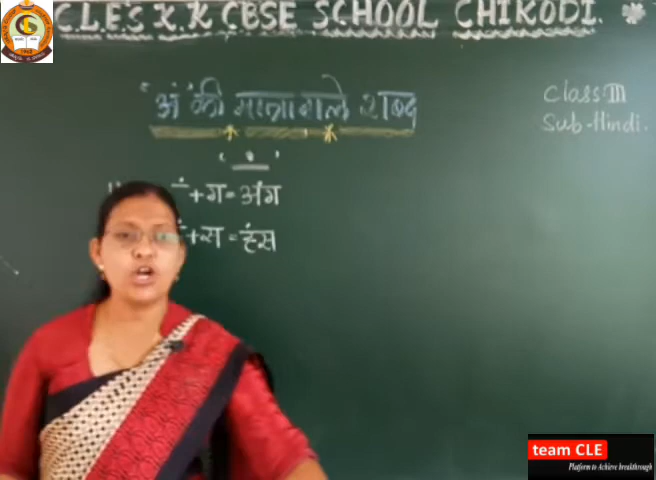 C.L.E'S K.K CBSE SCHOOL CHIKODI.
"अं" की मात्रावाले शब्द
Class:III
Sub-Hindi.
+ग=अंग
+स=हंस
team CLE
Platform to Achieve breakthrough